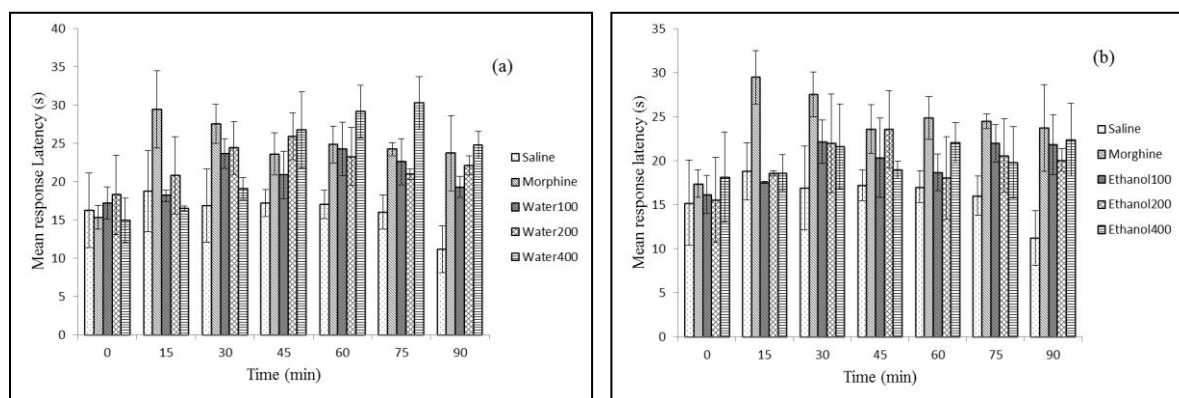 40
35
30
25
20
15
10
5
0
Mean response Latency (s)
(a)
Saline
Morphine
Water100
Water200
Water400
0 15 30 45 60 75 90
Time (min)
35
30
25
20
15
10
5
0
Mean response latency (s)
(b)
Saline
Morghine
Ethanol100
Ethanol200
Ethanol400
0 15 30 45 60 75 90
Time (min)